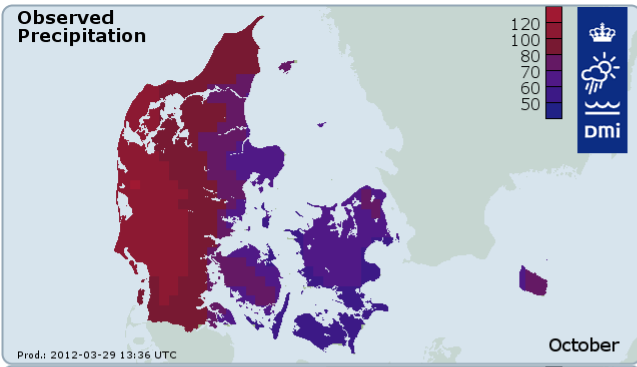 Observed
Precipitation
120
100
80
70
60
50
DMi
October
Prod.: 2012-03-29 13:36 UTC